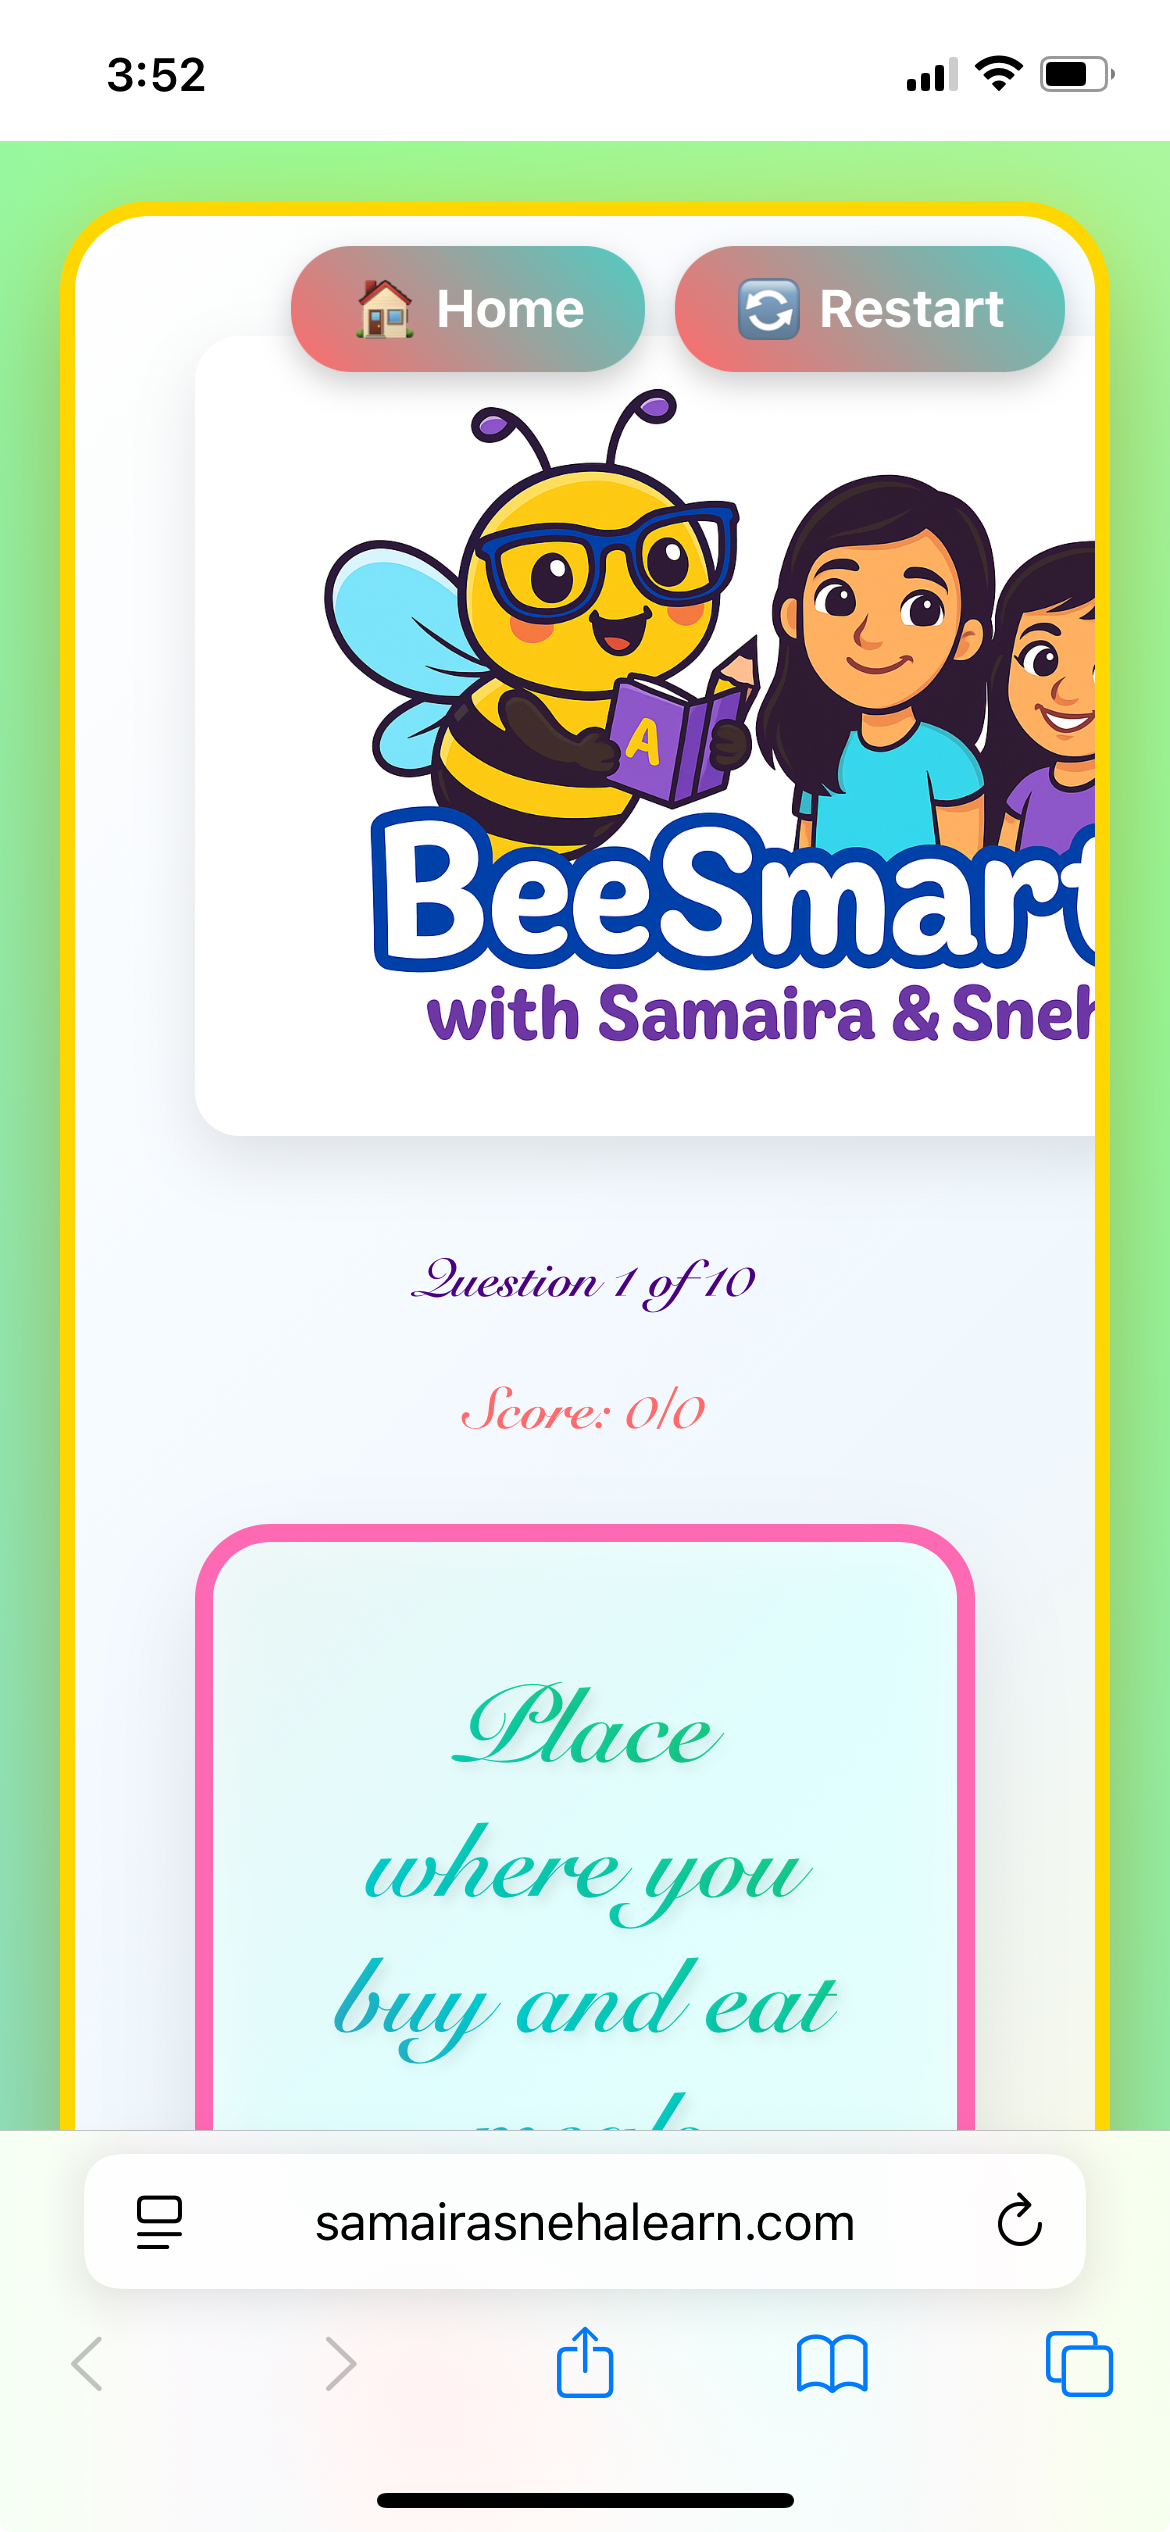 3:52
Home
Restart
A
BeeSmart
with Samaira & Sneh
Question 1 of 10
Score: 0/0
Place
where you
buy and eat
samairasnehalearn.com